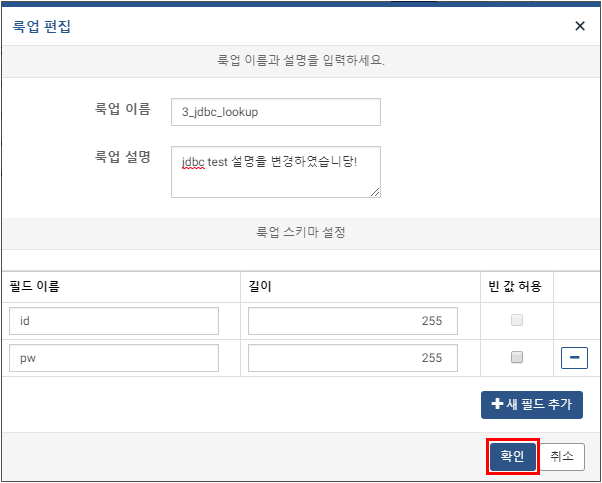 룩업 편집
×
룩업 이름과 설명을 입력하세요.
룩업 이름
3_jdbc_lookup
룩업 설명
jdbc test 설명을 변경하였습니당!
룩업 스키마 설정
필드 이름 길이 빈 값 허용
id 255
pw 255
+ 새 필드 추가
확인 취소